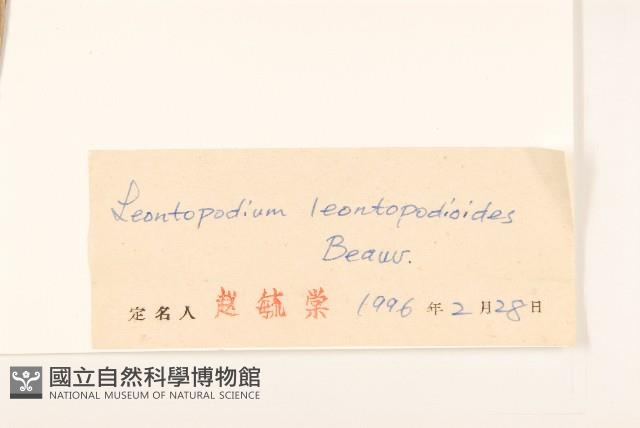 Leontopodium leontopodioides
Beauv.
定名人 赵毓棠 1996 年 2 月 28 日
國立自然科學博物館
NATIONAL MUSEUM OF NATURAL SCIENCE